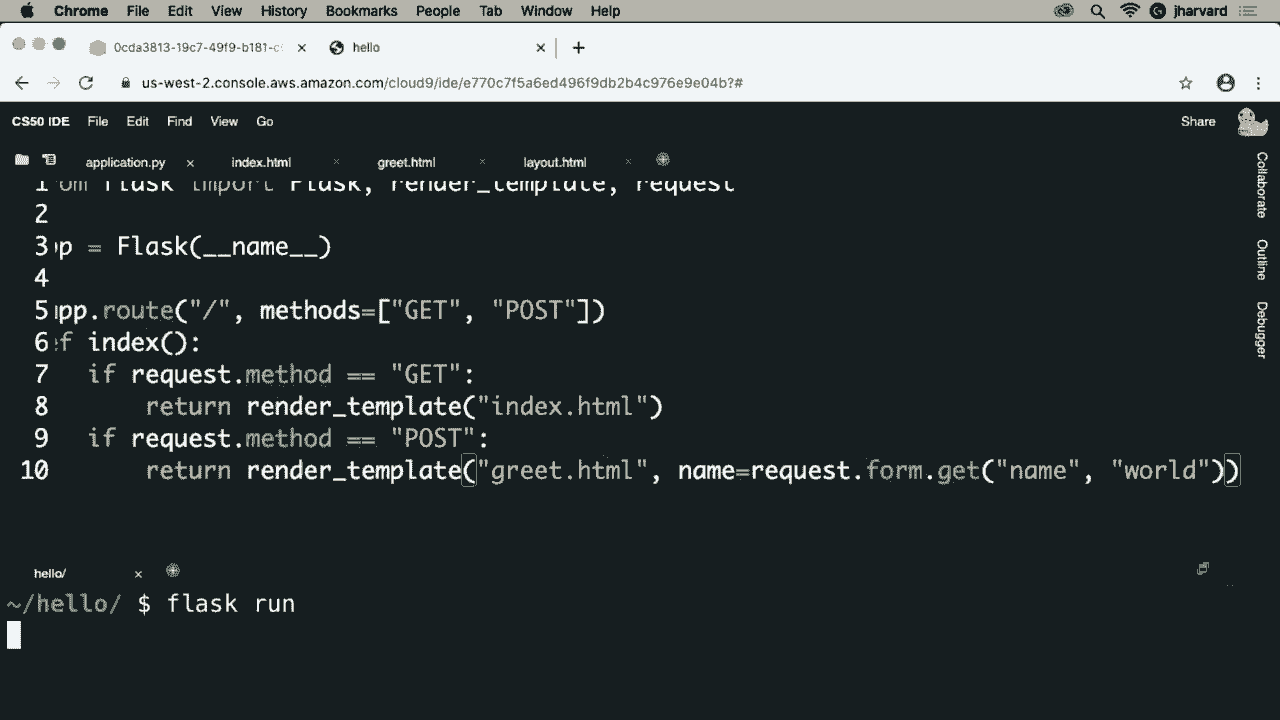 Chrome File Edit View History Bookmarks People Tab Window Help jharvard
0cda3813-19c7-49f9-b181-c hello
us-west-2.console.aws.amazon.com/cloud9/ide/e770c7f5a6ed496f9db2b4c976e9e04b?#
CS50 IDE File Edit Find View Go Share
application.py index.html greet.html layout.html
1 om flask import Flask, render_template, request
2
3 pp = Flask(__name__)
4
5 app.route("/", methods=["GET", "POST"])
6 ef index():
7 if request.method == "GET":
8 return render_template("index.html")
9 if request.method == "POST":
10 return render_template("greet.html", name=request.form.get("name", "world"))
Collaborate
Outline
Debugger
hello/
~/hello/ $ flask run